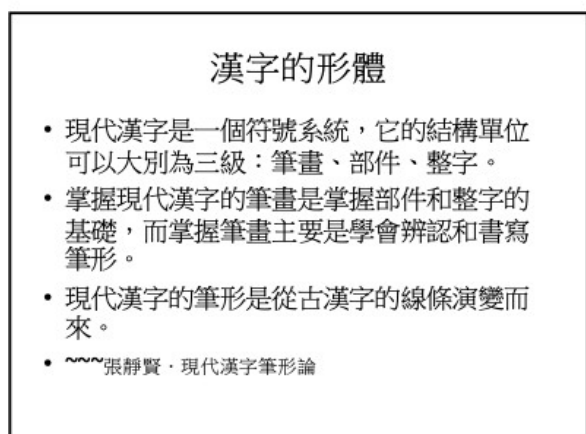 漢字的形體
• 現代漢字是一個符號系統，它的結構單位
可以大別為三級：筆畫、部件、整字。
• 掌握現代漢字的筆畫是掌握部件和整字的
基礎，而掌握筆畫主要是學會辨認和書寫
筆形。
• 現代漢字的筆形是從古漢字的線條演變而
來。
• ~~~張靜賢．現代漢字筆形論